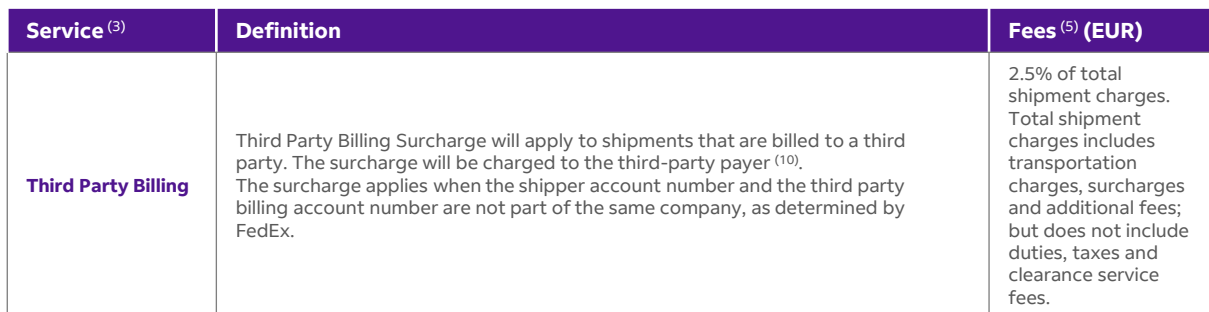 Service (3)
Definition
Fees (5) (EUR)
Third Party Billing
Third Party Billing Surcharge will apply to shipments that are billed to a third
party. The surcharge will be charged to the third-party payer (10).
The surcharge applies when the shipper account number and the third party
billing account number are not part of the same company, as determined by
FedEx.
2.5% of total
shipment charges.
Total shipment
charges includes
transportation
charges, surcharges
and additional fees;
but does not include
duties, taxes and
clearance service
fees.